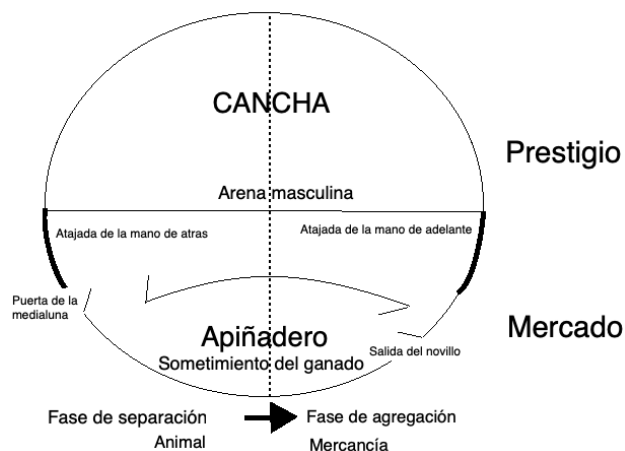 CANCHA
Prestigio
Arena masculina
Atajada de la mano de atras
Atajada de la mano de adelante
Puerta de la
medialuna
Apiñadero
Mercado
Sometimiento del ganado
Salida del novillo
Fase de separación
Fase de agregación
Animal
Mercancía